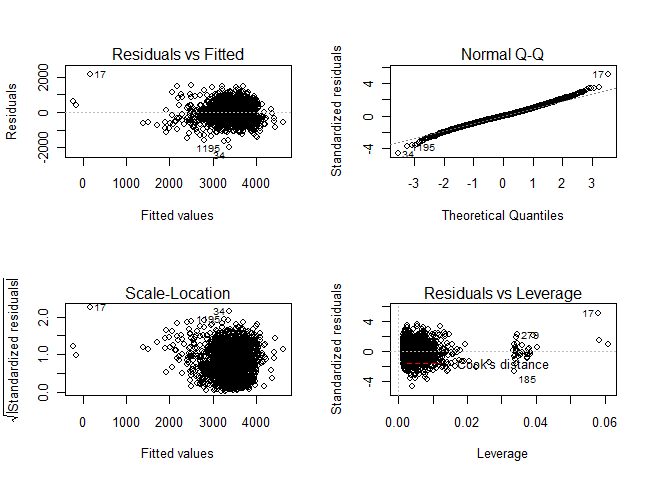 Residuals vs Fitted
Residuals
2000
0
-2000
17
1195
34
0 1000 2000 3000 4000
Fitted values
Normal Q-Q
Standardized residuals
4
0
-4
17
1195
34
-3 -2 -1 0 1 2 3
Theoretical Quantiles
Scale-Location
√|Standardized residuals|
2.0
1.0
0.0
17
34
1195
0 1000 2000 3000 4000
Fitted values
Residuals vs Leverage
Standardized residuals
4
0
-4
17
1279
Cook's distance
185
0.00 0.02 0.04 0.06
Leverage